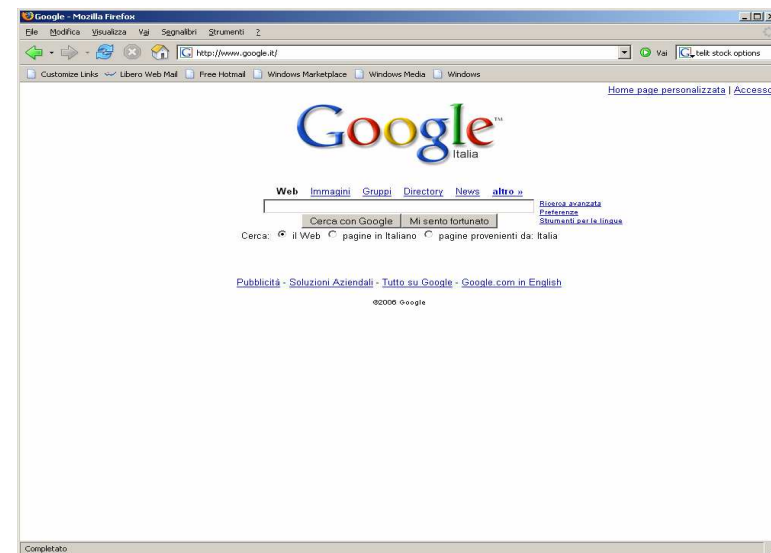 Google - Mozilla Firefox
File Modifica Visualizza Vai Segnalibri Strumenti ?
http://www.google.it/ Vai telit stock options
Customize Links Libero Web Mail Free Hotmail Windows Marketplace Windows Media Windows
Home page personalizzata | Accesso
Google™
Italia
Web Immagini Gruppi Directory News altro »
Ricerca avanzata
Preferenze
Strumenti per le lingue
Cerca con Google Mi sento fortunato
Cerca: il Web pagine in Italiano pagine provenienti da: Italia
Pubblicità - Soluzioni Aziendali - Tutto su Google - Google.com in English
©2006 Google
Completato